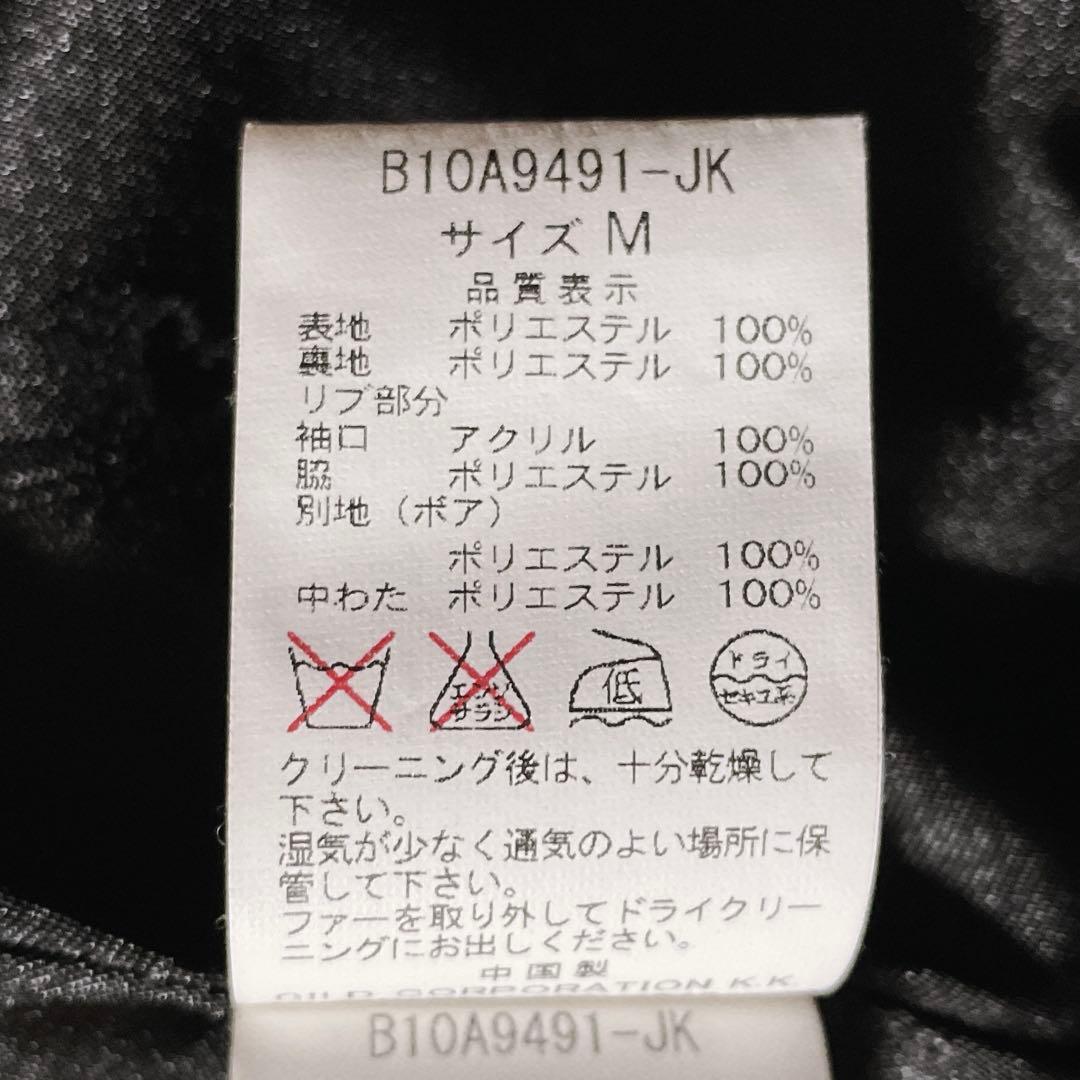 B10A9491-JK
サイズ M
品質表示
表地 ポリエステル 100%
裏地 ポリエステル 100%
リブ部分
袖口 アクリル 100%
脇 ポリエステル 100%
別地(ボア)
ポリエステル 100%
中わた ポリエステル 100%
エンソ
サラシ
低
ドライ
セキユ系
クリーニング後は、十分乾燥して
下さい。
湿気が少なく通気のよい場所に保
管して下さい。
ファーを取り外してドライクリー
ニングにお出しください。
中国製
CORPORATION K.K.
B10A9491-JK